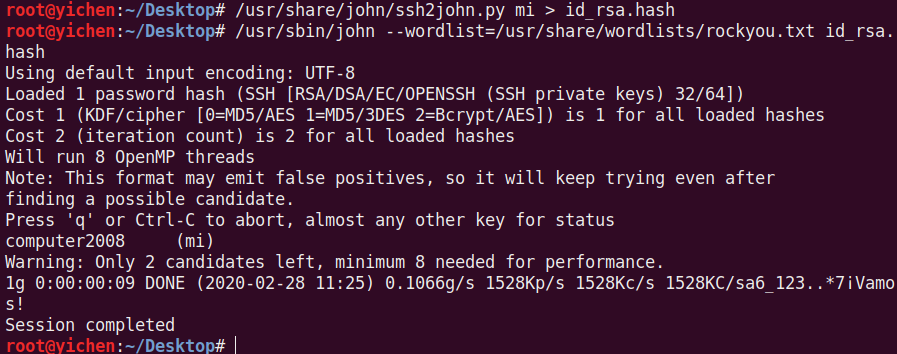 root@yichen:~/Desktop# /usr/share/john/ssh2john.py mi > id_rsa.hash
root@yichen:~/Desktop# /usr/sbin/john --wordlist=/usr/share/wordlists/rockyou.txt id_rsa.
hash
Using default input encoding: UTF-8
Loaded 1 password hash (SSH [RSA/DSA/EC/OPENSSH (SSH private keys) 32/64])
Cost 1 (KDF/cipher [0=MD5/AES 1=MD5/3DES 2=Bcrypt/AES]) is 1 for all loaded hashes
Cost 2 (iteration count) is 2 for all loaded hashes
Will run 8 OpenMP threads
Note: This format may emit false positives, so it will keep trying even after
finding a possible candidate.
Press 'q' or Ctrl-C to abort, almost any other key for status
computer2008     (mi)
Warning: Only 2 candidates left, minimum 8 needed for performance.
1g 0:00:00:09 DONE (2020-02-28 11:25) 0.1066g/s 1528Kp/s 1528Kc/s 1528KC/sa6_123..*7¡Vamo
s!
Session completed
root@yichen:~/Desktop#